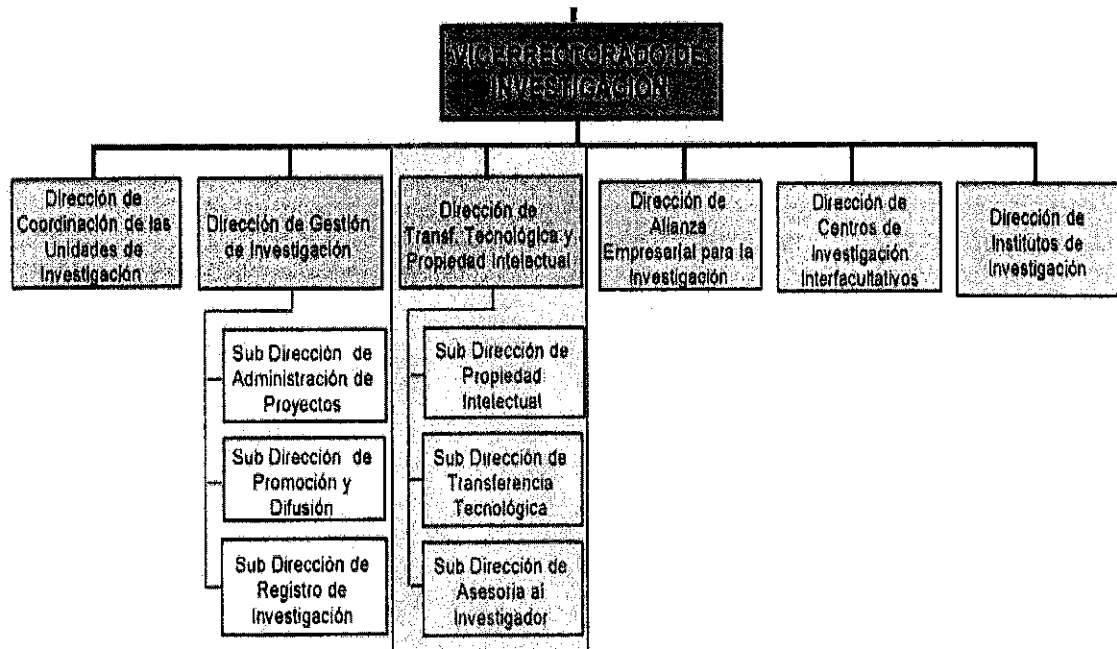 VICERRECTORADO DE
INVESTIGACIÓN
Dirección de
Coordinación de las
Unidades de
Investigación
Dirección de Gestión
de Investigación
Dirección de
Transf. Tecnológica y
Propiedad Intelectual
Dirección de
Alianza
Empresarial para la
Investigación
Dirección de
Centros de
Investigación
Interfacultativos
Dirección de
Institutos de
Investigación
Sub Dirección de
Administración de
Proyectos
Sub Dirección de
Promoción y
Difusión
Sub Dirección de
Registro de
Investigación
Sub Dirección de
Propiedad
Intelectual
Sub Dirección de
Transferencia
Tecnológica
Sub Dirección de
Asesoría al
Investigador